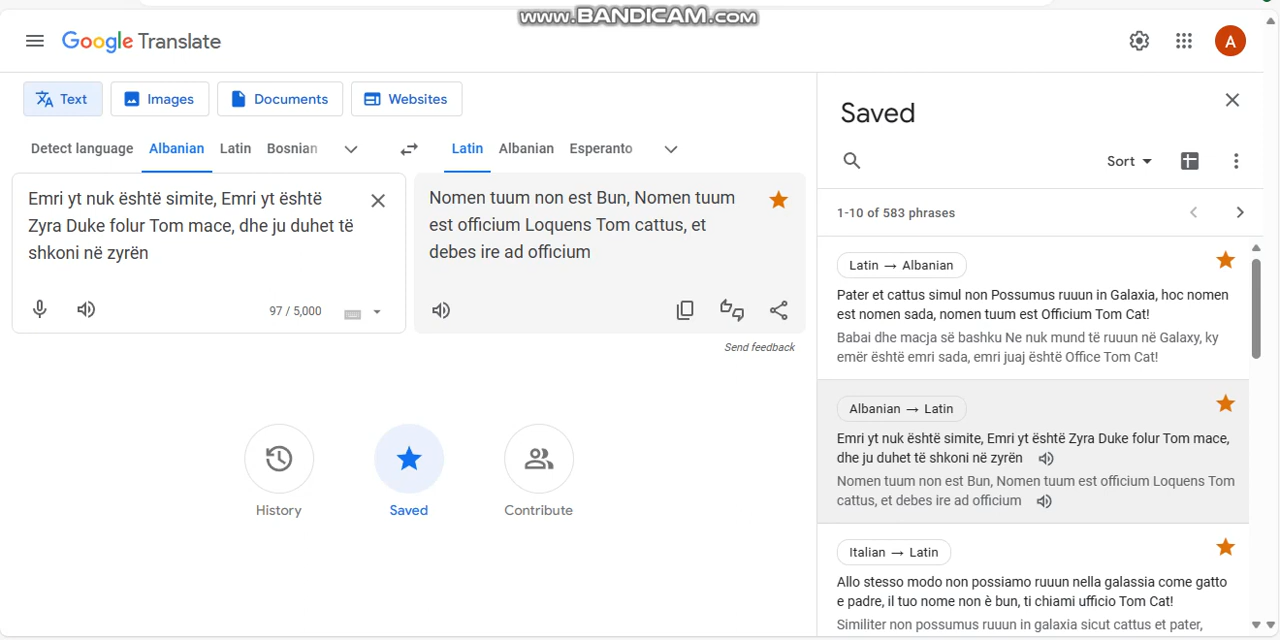 www.BANDICAM.com
Google Translate
A
Text
Images
Documents
Websites
Detect language
Albanian
Latin
Bosnian
Latin
Albanian
Esperanto
Emri yt nuk është simite, Emri yt është
Zyra Duke folur Tom mace, dhe ju duhet të
shkoni në zyrën
97 / 5,000
Nomen tuum non est Bun, Nomen tuum
est officium Loquens Tom cattus, et
debes ire ad officium
Send feedback
History
Saved
Contribute
Saved
Sort
1-10 of 583 phrases
Latin → Albanian
Pater et cattus simul non Possumus ruuun in Galaxia, hoc nomen
est nomen sada, nomen tuum est Officium Tom Cat!
Babai dhe macja së bashku Ne nuk mund të ruuun në Galaxy, ky
emër është emri sada, emri juaj është Office Tom Cat!
Albanian → Latin
Emri yt nuk është simite, Emri yt është Zyra Duke folur Tom mace,
dhe ju duhet të shkoni në zyrën
Nomen tuum non est Bun, Nomen tuum est officium Loquens Tom
cattus, et debes ire ad officium
Italian → Latin
Allo stesso modo non possiamo ruuun nella galassia come gatto
e padre, il tuo nome non è bun, ti chiami ufficio Tom Cat!
Similiter non possumus ruuun in galaxia sicut cattus et pater,